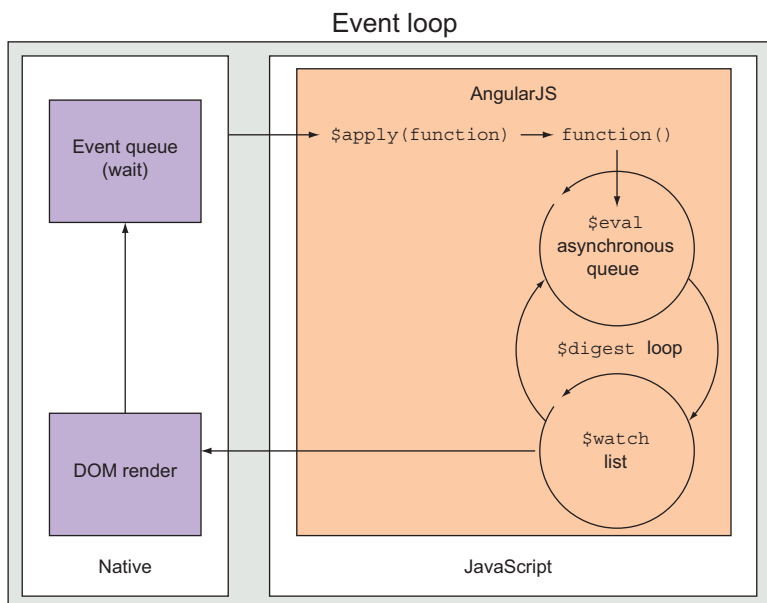 Event loop
AngularJS
Event queue
(wait)
$apply(function)
function()
$eval
asynchronous
queue
$digest loop
DOM render
$watch
list
Native
JavaScript